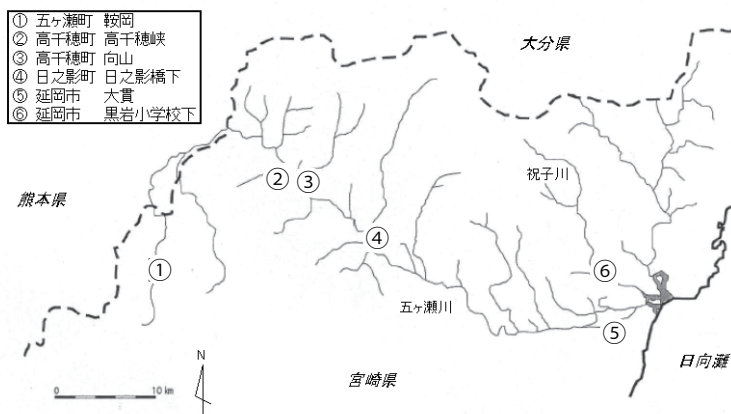 ① 五ヶ瀬町 鞍岡
② 高千穂町 高千穂峡
③ 高千穂町 向山
④ 日之影町 日之影橋下
⑤ 延岡市 大貫
⑥ 延岡市 黒岩小学校下
大分県
祝子川
②
③
熊本県
④
①
⑥
五ヶ瀬川
⑤
日向灘
N
宮崎県
0 10 km